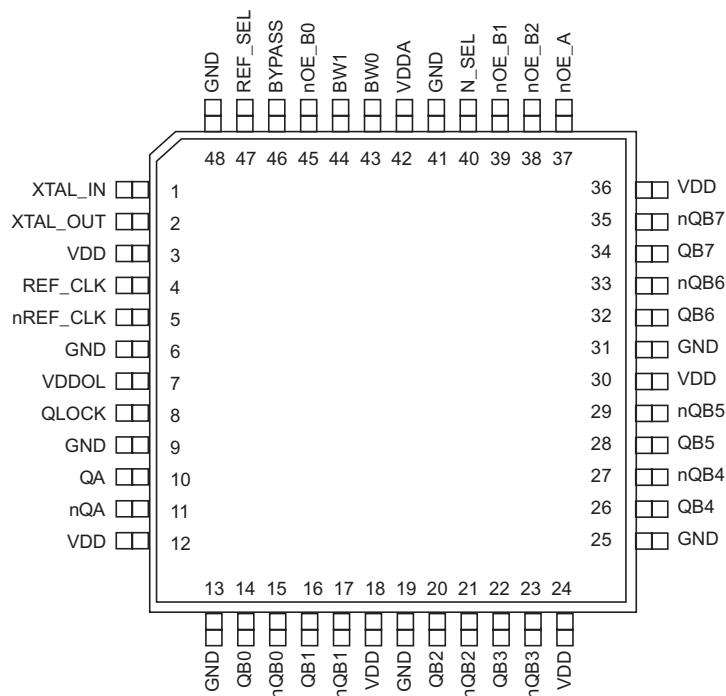 GND
REF_SEL
BYPASS
nOE_B0
BW1
BW0
VDDA
GND
N_SEL
nOE_B1
nOE_B2
nOE_A
48 47 46 45 44 43 42 41 40 39 38 37
XTAL_IN 1
XTAL_OUT 2
VDD 3
REF_CLK 4
nREF_CLK 5
GND 6
VDDOL 7
QLOCK 8
GND 9
QA 10
nQA 11
VDD 12
36 VDD
35 nQB7
34 QB7
33 nQB6
32 QB6
31 GND
30 VDD
29 nQB5
28 QB5
27 nQB4
26 QB4
25 GND
13 14 15 16 17 18 19 20 21 22 23 24
GND
QB0
nQB0
QB1
nQB1
VDD
GND
QB2
nQB2
QB3
nQB3
VDD